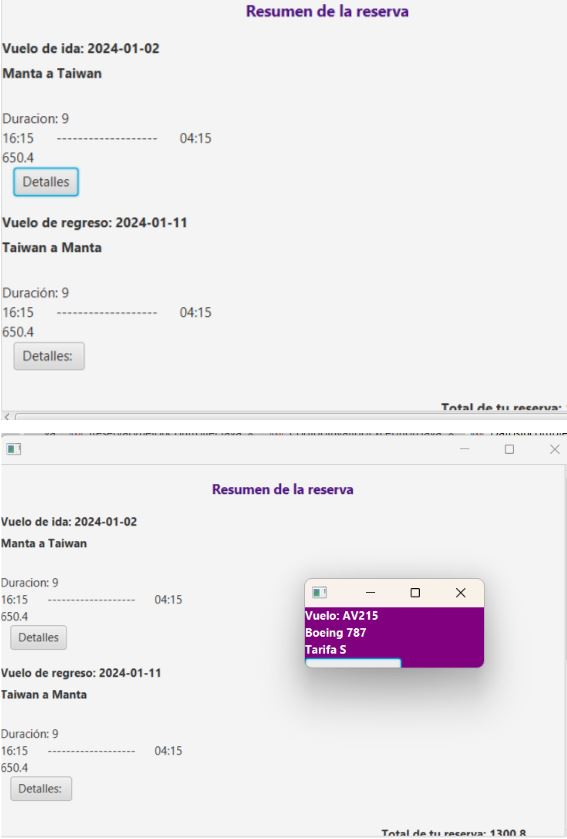 Resumen de la reserva
Vuelo de ida: 2024-01-02
Manta a Taiwan
Duracion: 9
16:15 ------------------- 04:15
650.4
Detalles
Vuelo de regreso: 2024-01-11
Taiwan a Manta
Duración: 9
16:15 ------------------- 04:15
650.4
Detalles:
Total de tu reserva:
Resumen de la reserva
Vuelo de ida: 2024-01-02
Manta a Taiwan
Duracion: 9
16:15 ------------------- 04:15
650.4
Detalles
Vuelo: AV215
Boeing 787
Tarifa S
Vuelo de regreso: 2024-01-11
Taiwan a Manta
Duración: 9
16:15 ------------------- 04:15
650.4
Detalles:
Total de tu reserva: 1300.8